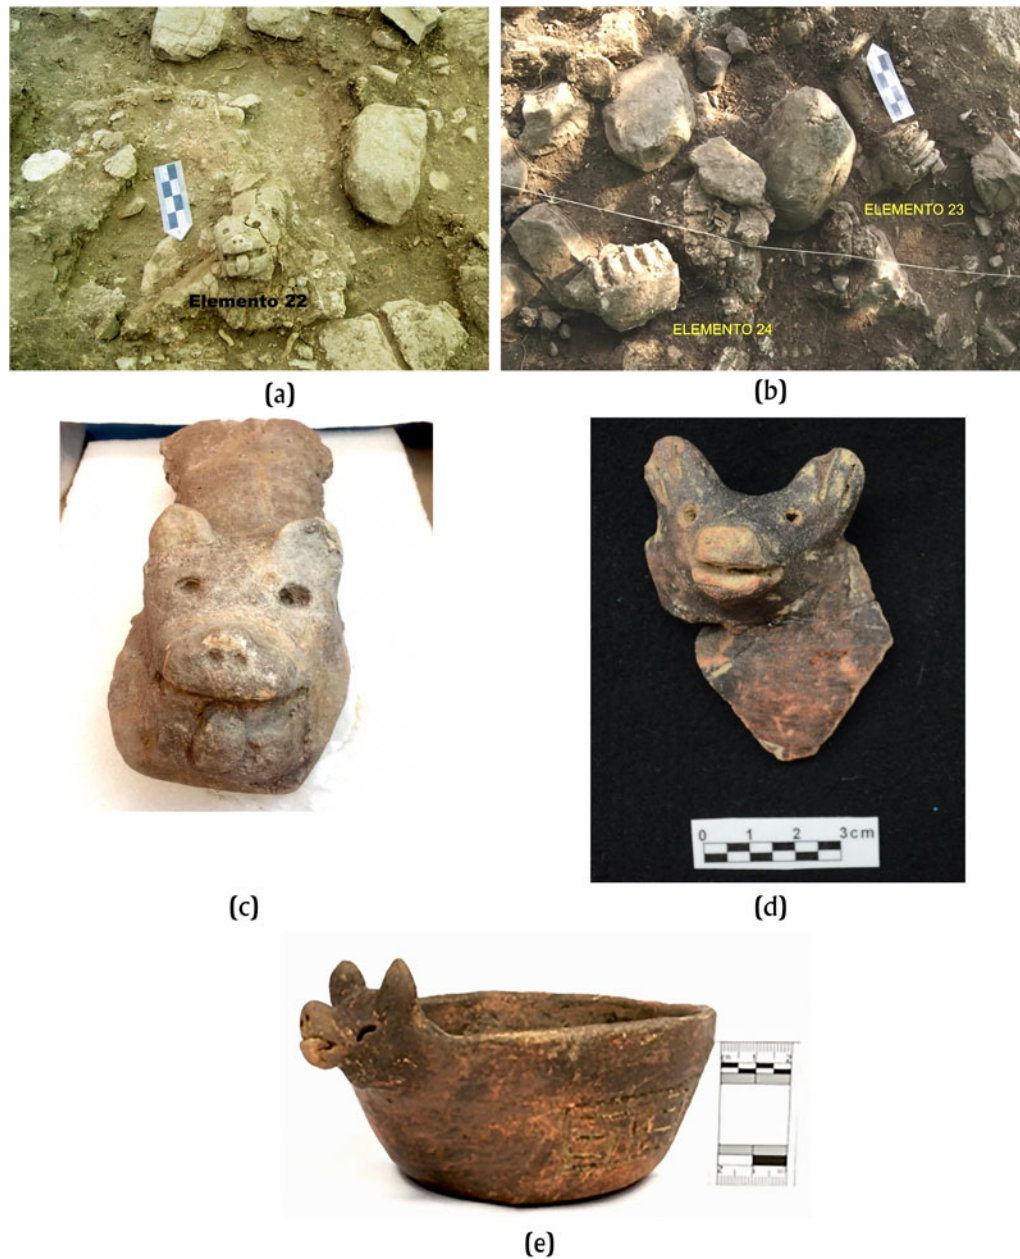 Elemento 22
ELEMENTO 23
ELEMENTO 24
(a)
(b)
(c)
(d)
0 1 2 3cm
(e)